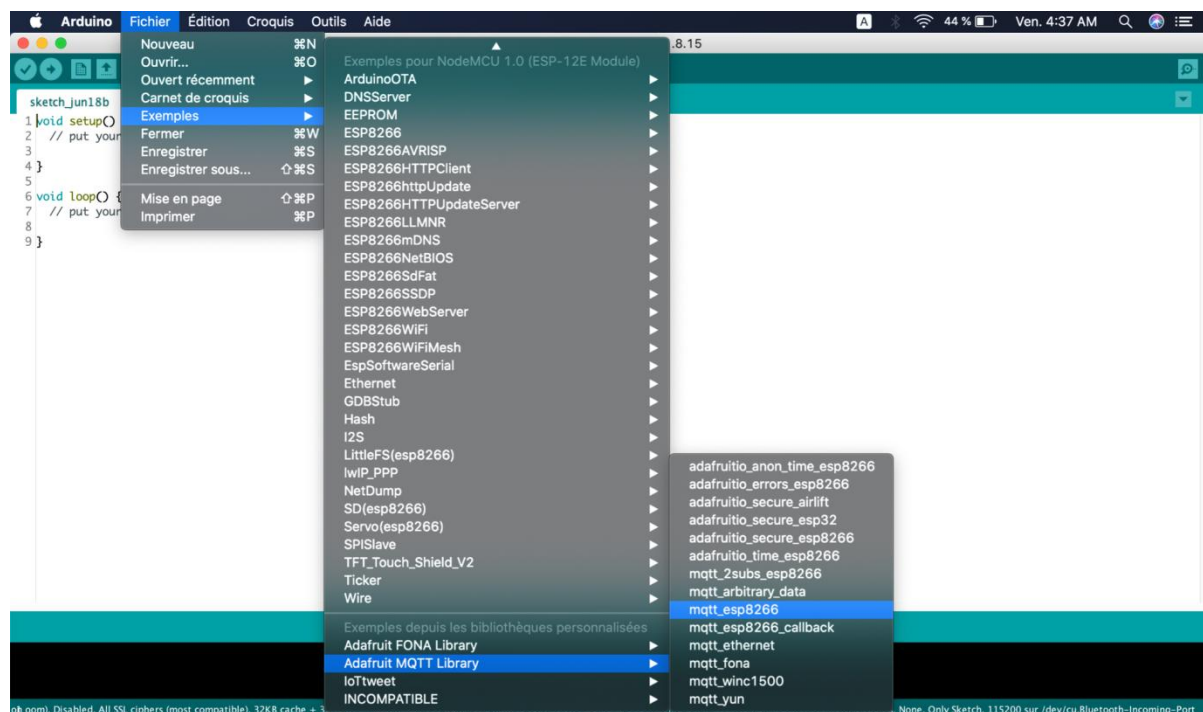 Arduino Fichier Édition Croquis Outils Aide A 44 % Ven. 4:37 AM
.8.15
Nouveau ⌘N
Ouvrir... ⌘O
Ouvert récemment
Carnet de croquis
Exemples
Fermer ⌘W
Enregistrer ⌘S
Enregistrer sous... ⇧⌘S
Mise en page ⇧⌘P
Imprimer ⌘P
sketch_jun18b
1 void setup()
2 // put your
3
4 }
5
6 void loop() {
7 // put your
8
9 }
Exemples pour NodeMCU 1.0 (ESP-12E Module)
ArduinoOTA
DNSServer
EEPROM
ESP8266
ESP8266AVRISP
ESP8266HTTPClient
ESP8266httpUpdate
ESP8266HTTPUpdateServer
ESP8266LLMNR
ESP8266mDNS
ESP8266NetBIOS
ESP8266SdFat
ESP8266SSDP
ESP8266WebServer
ESP8266WiFi
ESP8266WiFiMesh
EspSoftwareSerial
Ethernet
GDBStub
Hash
I2S
LittleFS(esp8266)
lwIP_PPP
NetDump
SD(esp8266)
Servo(esp8266)
SPISlave
TFT_Touch_Shield_V2
Ticker
Wire
Exemples depuis les bibliothèques personnalisées
Adafruit FONA Library
Adafruit MQTT Library
IoTtweet
INCOMPATIBLE
adafruitio_anon_time_esp8266
adafruitio_errors_esp8266
adafruitio_secure_airlift
adafruitio_secure_esp32
adafruitio_secure_esp8266
adafruitio_time_esp8266
mqtt_2subs_esp8266
mqtt_arbitrary_data
mqtt_esp8266
mqtt_esp8266_callback
mqtt_ethernet
mqtt_fona
mqtt_winc1500
mqtt_yun
oom), Disabled, All SSL ciphers (most compatible), 32KB cache + 3 None, Only Sketch, 115200 sur /dev/cu.Bluetooth-Incoming-Port